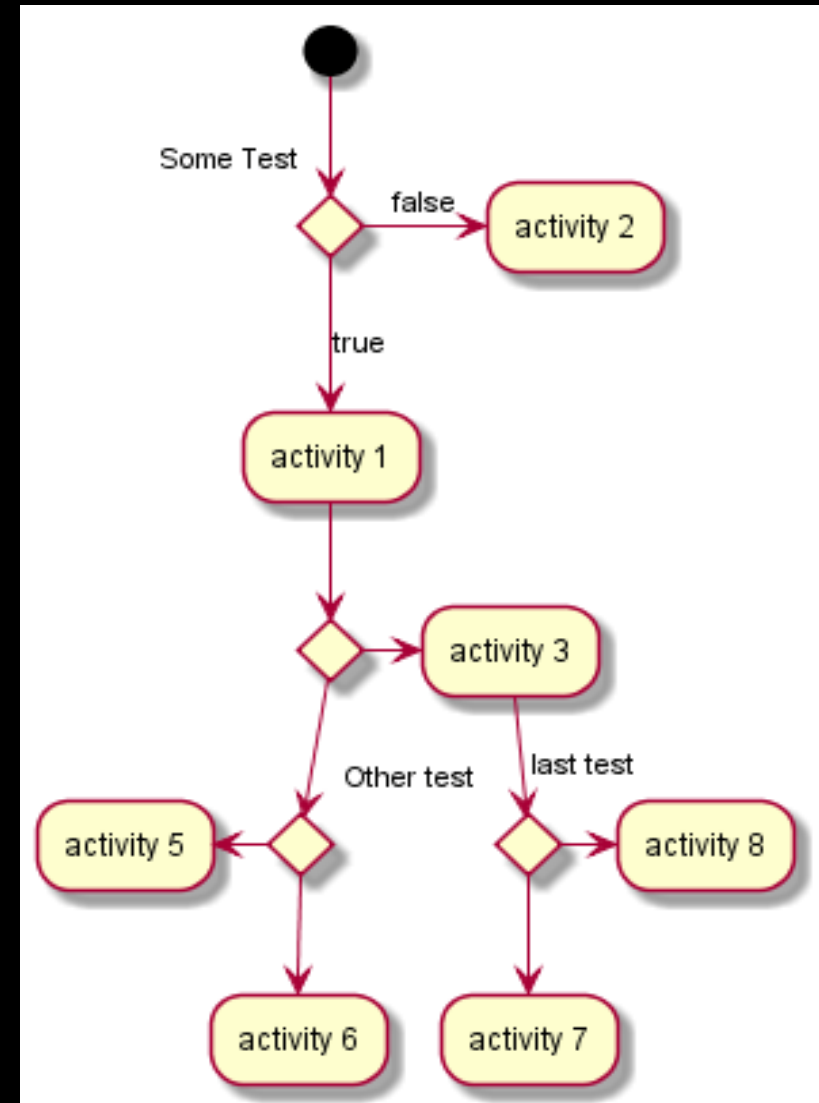 Some Test
false
activity 2
true
activity 1
activity 3
Other test
last test
activity 5
activity 8
activity 6
activity 7